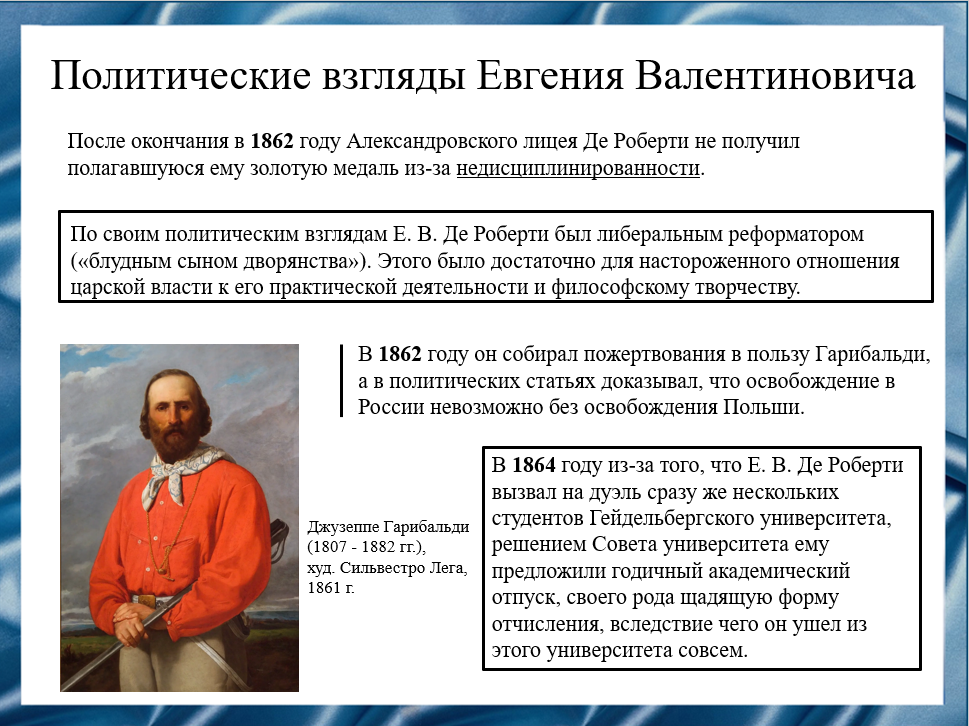 Политические взгляды Евгения Валентиновича
После окончания в 1862 году Александровского лицея Де Роберти не получил
полагавшуюся ему золотую медаль из-за недисциплинированности.
По своим политическим взглядам Е. В. Де Роберти был либеральным реформатором
(«блудным сыном дворянства»). Этого было достаточно для настороженного отношения
царской власти к его практической деятельности и философскому творчеству.
В 1862 году он собирал пожертвования в пользу Гарибальди,
а в политических статьях доказывал, что освобождение в
России невозможно без освобождения Польши.
Джузеппе Гарибальди
(1807 - 1882 гг.),
худ. Сильвестро Лега,
1861 г.
В 1864 году из-за того, что Е. В. Де Роберти
вызвал на дуэль сразу же нескольких
студентов Гейдельбергского университета,
решением Совета университета ему
предложили годичный академический
отпуск, своего рода щадящую форму
отчисления, вследствие чего он ушел из
этого университета совсем.